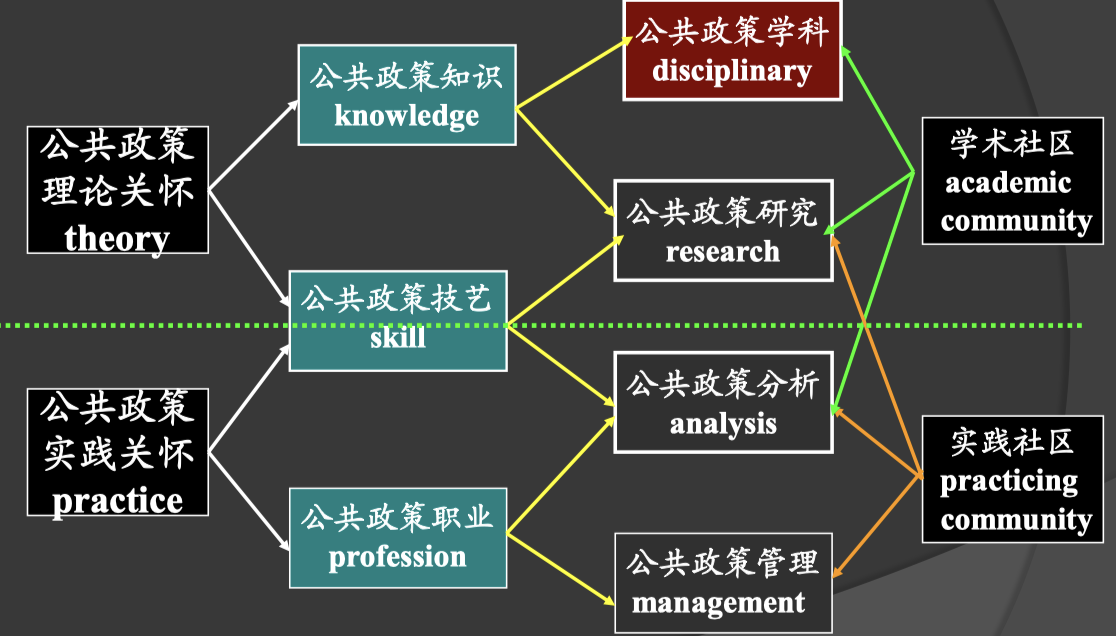 公共政策
理论关怀
theory
公共政策
实践关怀
practice
公共政策知识
knowledge
公共政策技艺
skill
公共政策职业
profession
公共政策学科
disciplinary
公共政策研究
research
公共政策分析
analysis
公共政策管理
management
学术社区
academic
community
实践社区
practicing
community